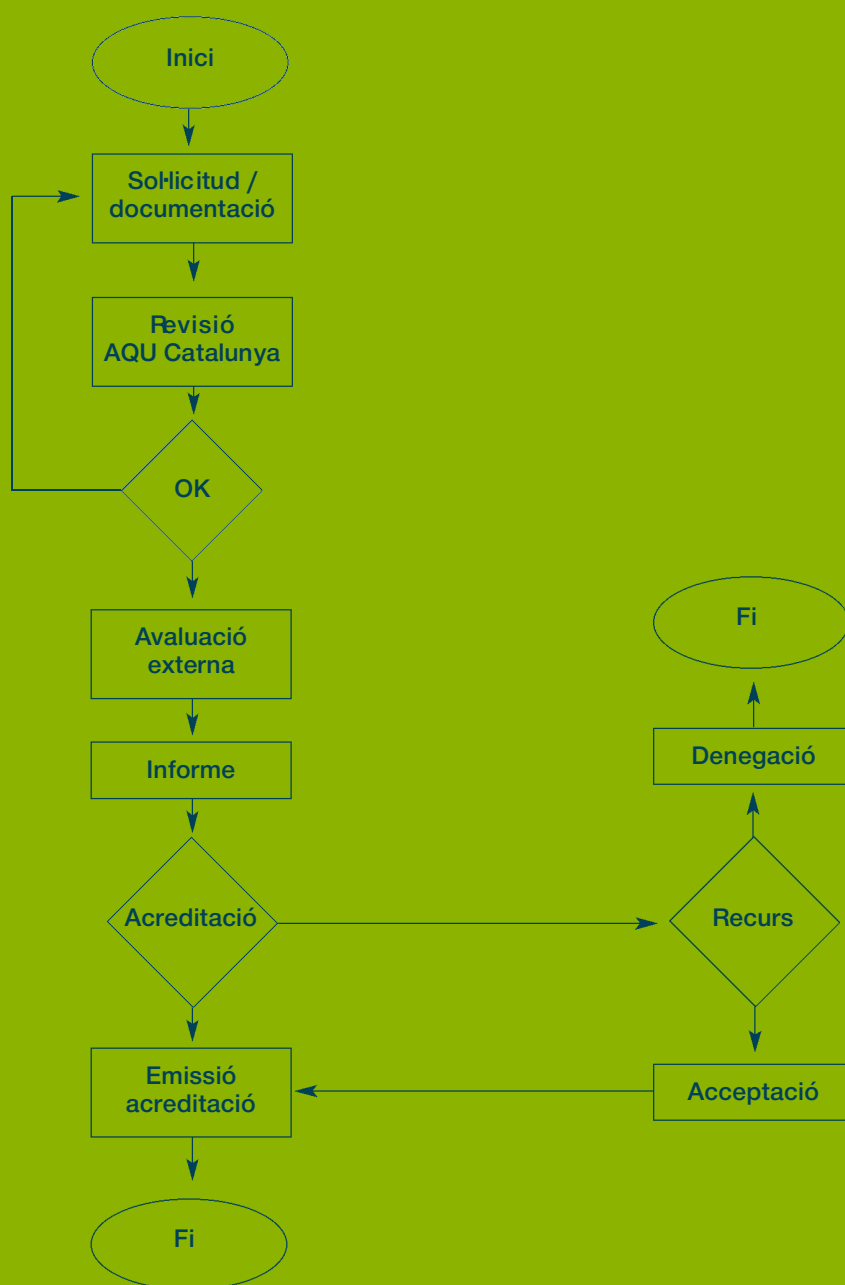 Inici
Sol·licitud /
documentació
Revisió
AQU Catalunya
OK
Avaluació
externa
Informe
Acreditació
Emissió
acreditació
Fi
Fi
Denegació
Recurs
Acceptació